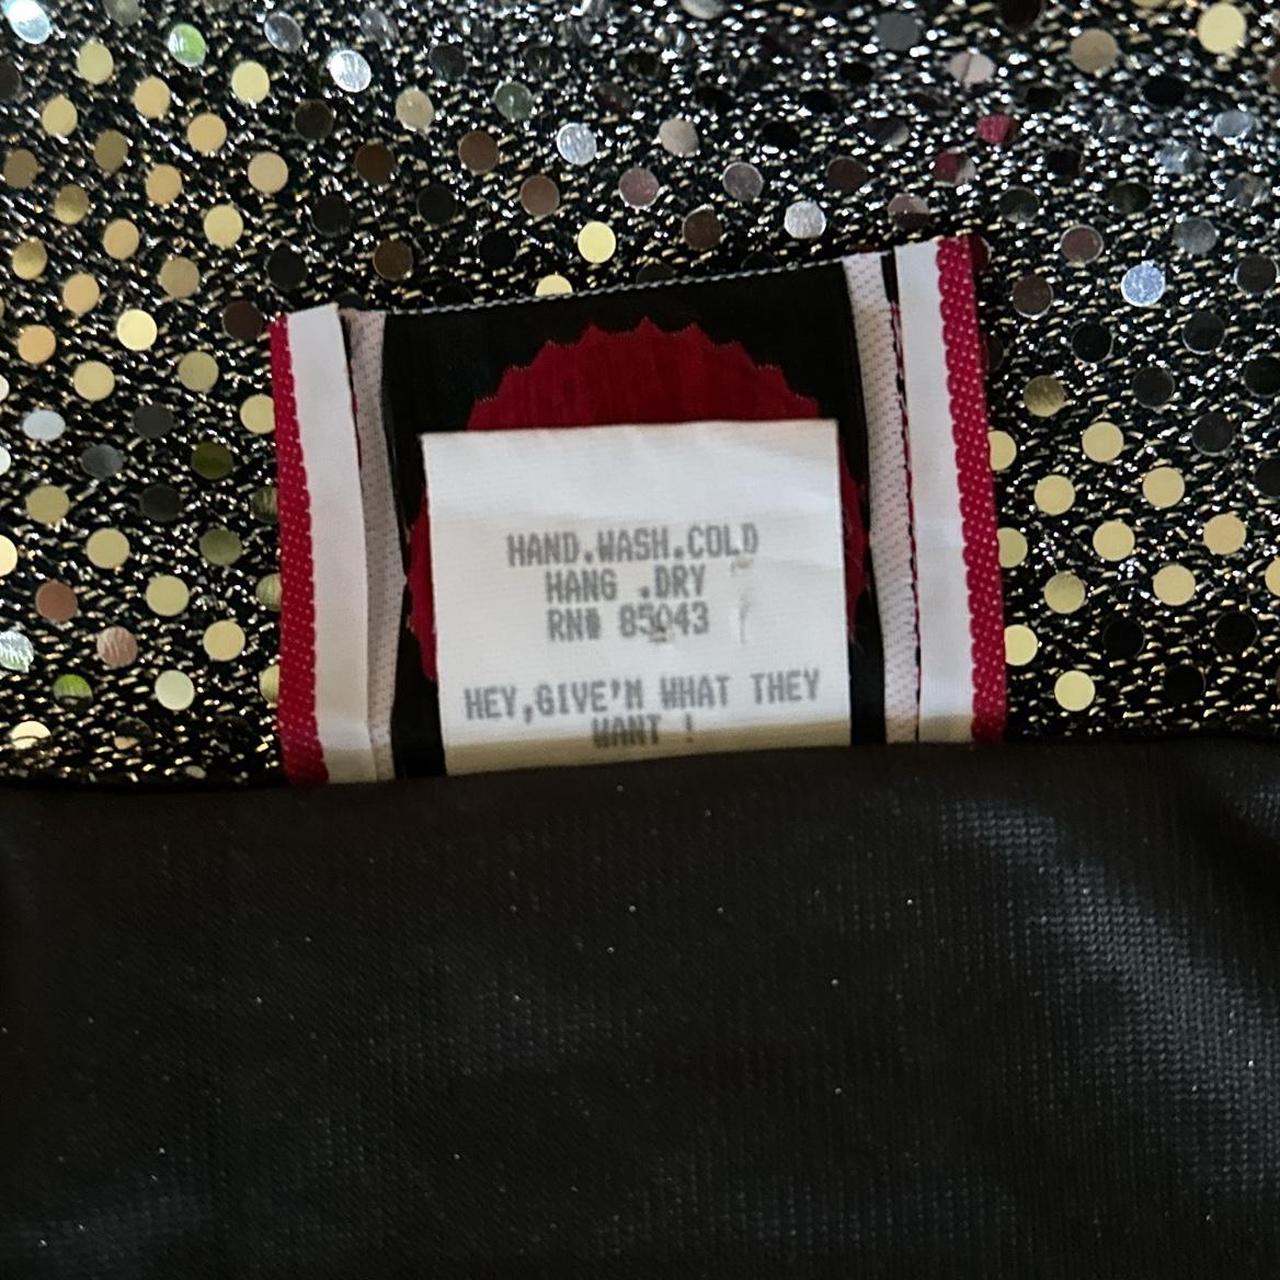 HAND.WASH.COLD
HANG .DRY
RN# 85043
HEY,GIVE'M WHAT THEY
WANT !